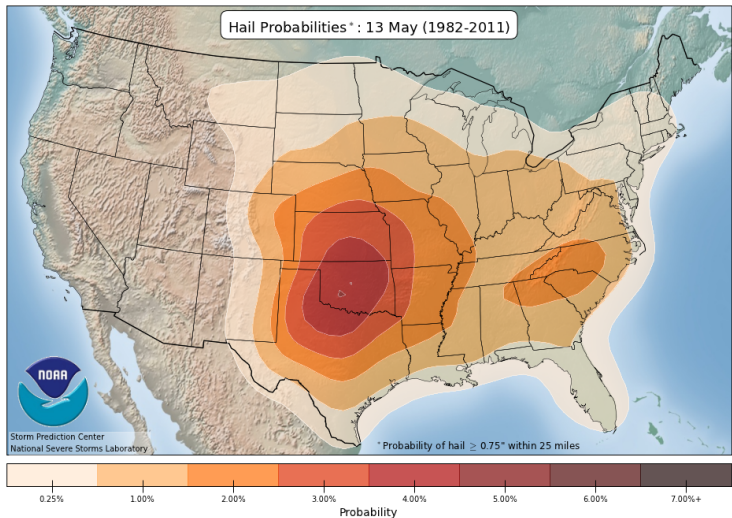 Hail Probabilities*: 13 May (1982-2011)
NOAA
Storm Prediction Center
National Severe Storms Laboratory
*Probability of hail ≥ 0.75" within 25 miles
0.25% 1.00% 2.00% 3.00% 4.00% 5.00% 6.00% 7.00%+
Probability